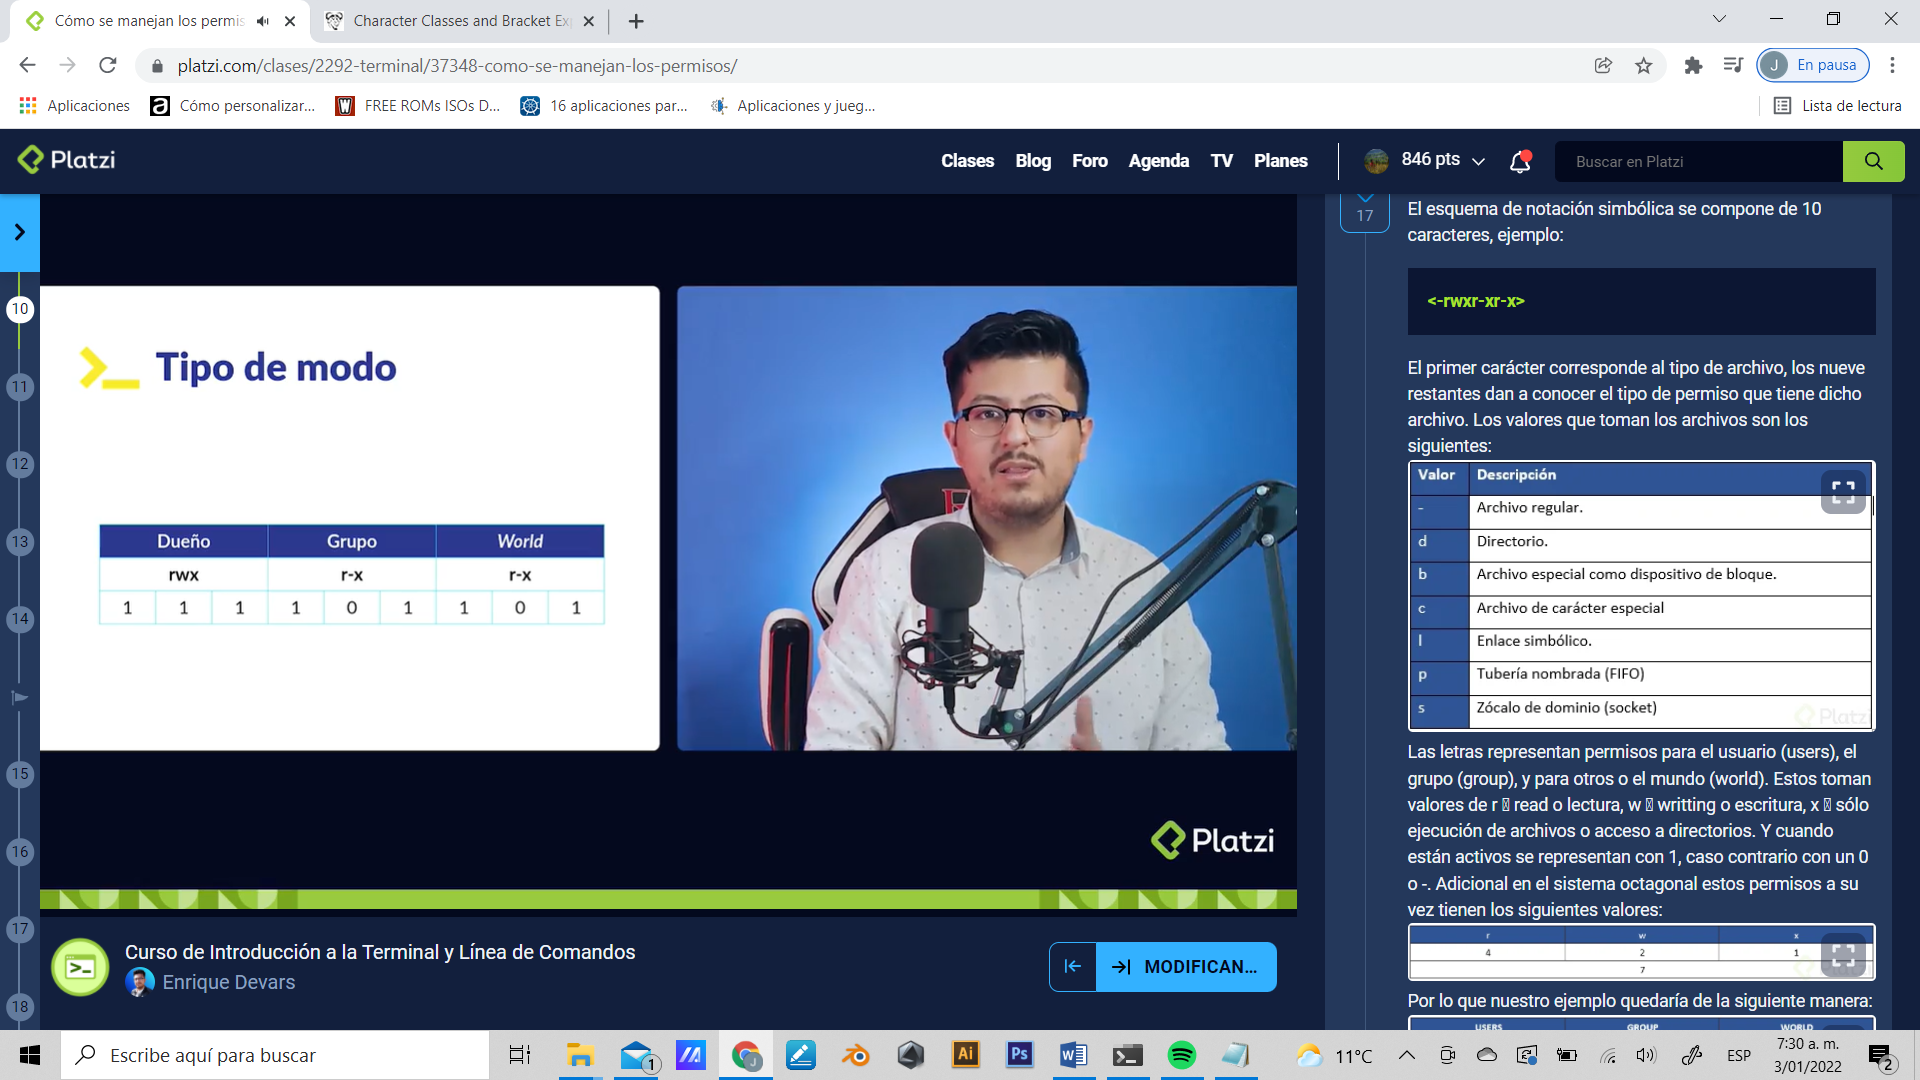 Cómo se manejan los permis
Character Classes and Bracket Ex
platzi.com/clases/2292-terminal/37348-como-se-manejan-los-permisos/
J En pausa
Aplicaciones
Cómo personalizar...
FREE ROMs ISOs D...
16 aplicaciones par...
Aplicaciones y jueg...
Lista de lectura
Platzi
Clases Blog Foro Agenda TV Planes
846 pts
Buscar en Platzi
10
11
12
13
14
15
16
17
18
>_ Tipo de modo
Dueño Grupo World
rwx r-x r-x
1 1 1 1 0 1 1 0 1
Platzi
Curso de Introducción a la Terminal y Línea de Comandos
Enrique Devars
MODIFICAN...
17
El esquema de notación simbólica se compone de 10
caracteres, ejemplo:
<-rwxr-xr-x>
El primer carácter corresponde al tipo de archivo, los nueve
restantes dan a conocer el tipo de permiso que tiene dicho
archivo. Los valores que toman los archivos son los
siguientes:
Valor Descripción
- Archivo regular.
d Directorio.
b Archivo especial como dispositivo de bloque.
c Archivo de carácter especial
l Enlace simbólico.
p Tubería nombrada (FIFO)
s Zócalo de dominio (socket)
Platzi
Las letras representan permisos para el usuario (users), el
grupo (group), y para otros o el mundo (world). Estos toman
valores de r read o lectura, w writting o escritura, x sólo
ejecución de archivos o acceso a directorios. Y cuando
están activos se representan con 1, caso contrario con un 0
o -. Adicional en el sistema octagonal estos permisos a su
vez tienen los siguientes valores:
r w x
4 2 1
7
Por lo que nuestro ejemplo quedaría de la siguiente manera:
USERS GROUP WORLD
Escribe aquí para buscar
1
J
Ai
Ps
11°C
ESP
7:30 a. m.
3/01/2022
2